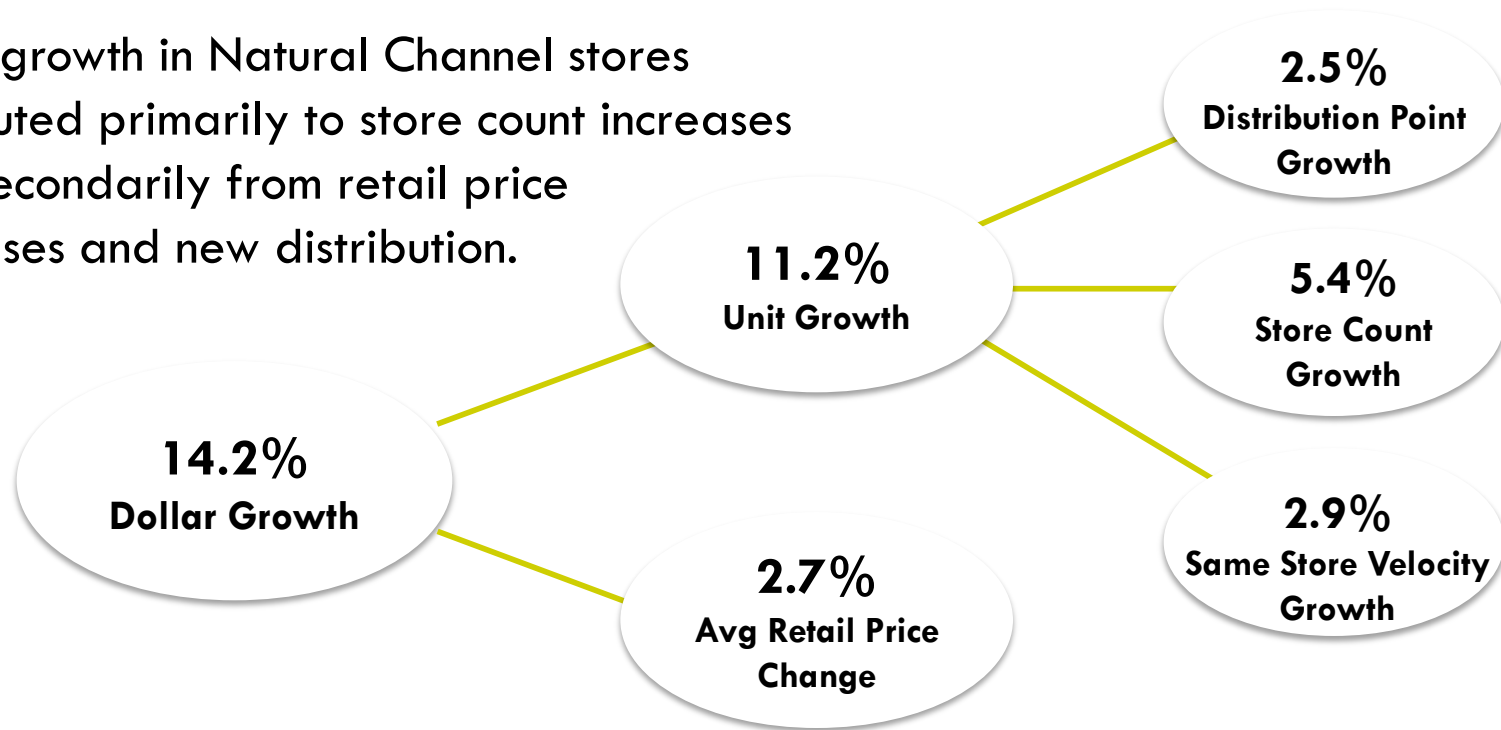 growth in Natural Channel stores
uted primarily to store count increases
econdarily from retail price
ses and new distribution.
14.2%
Dollar Growth
11.2%
Unit Growth
2.7%
Avg Retail Price
Change
2.5%
Distribution Point
Growth
5.4%
Store Count
Growth
2.9%
Same Store Velocity
Growth